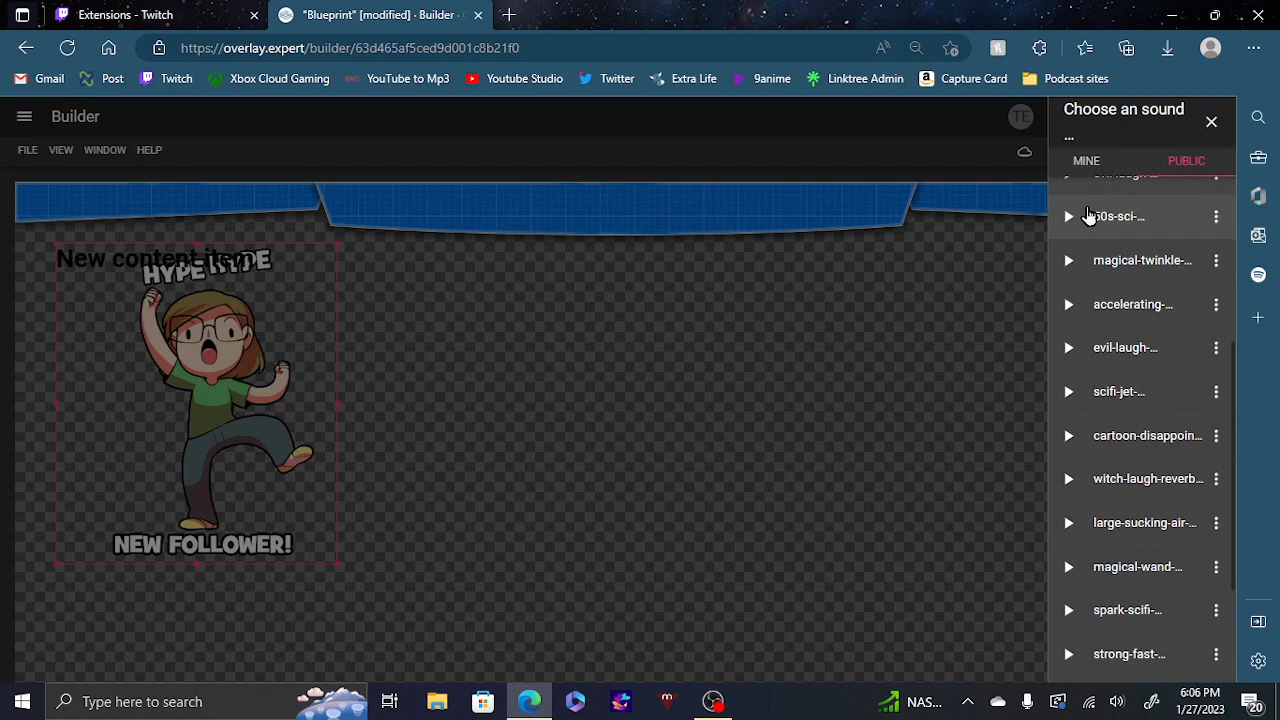 Extensions - Twitch
"Blueprint" [modified] - Builder -
https://overlay.expert/builder/63d465af5ced9d001c8b21f0
Gmail Post Twitch Xbox Cloud Gaming YouTube to Mp3 Youtube Studio Twitter Extra Life 9anime Linktree Admin Capture Card Podcast sites
Builder
TE
FILE VIEW WINDOW HELP
Choose an sound
...
MINE PUBLIC
50s-sci-...
magical-twinkle-...
accelerating-...
evil-laugh-...
scifi-jet-...
cartoon-disappoin...
witch-laugh-reverb...
large-sucking-air-...
magical-wand-...
spark-scifi-...
strong-fast-...
New content item
HYPE HYPE
NEW FOLLOWER!
Type here to search
NAS...
6:06 PM
1/27/2023
20